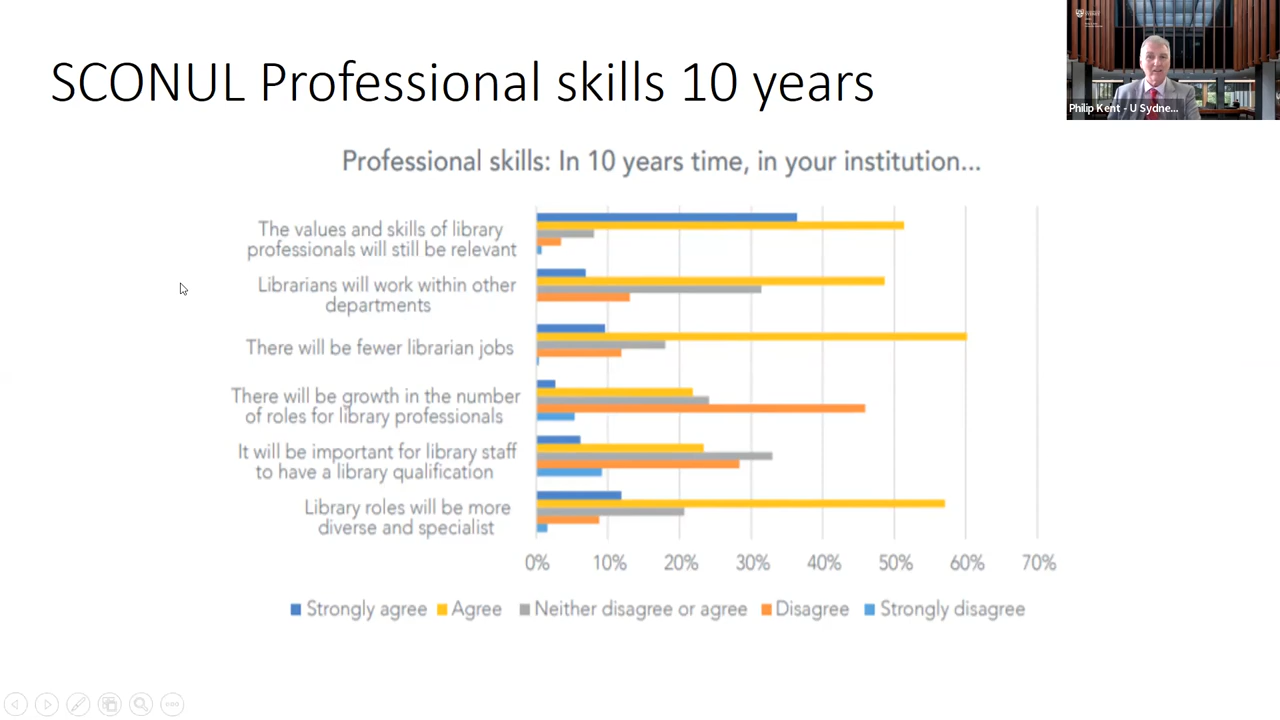 SCONUL Professional skills 10 years
Philip Kent - U Sydne...
Professional skills: In 10 years time, in your institution...
The values and skills of library
professionals will still be relevant
Librarians will work within other
departments
There will be fewer librarian jobs
There will be growth in the number
of roles for library professionals
It will be important for library staff
to have a library qualification
Library roles will be more
diverse and specialist
0% 10% 20% 30% 40% 50% 60% 70%
Strongly agree Agree Neither disagree or agree Disagree Strongly disagree